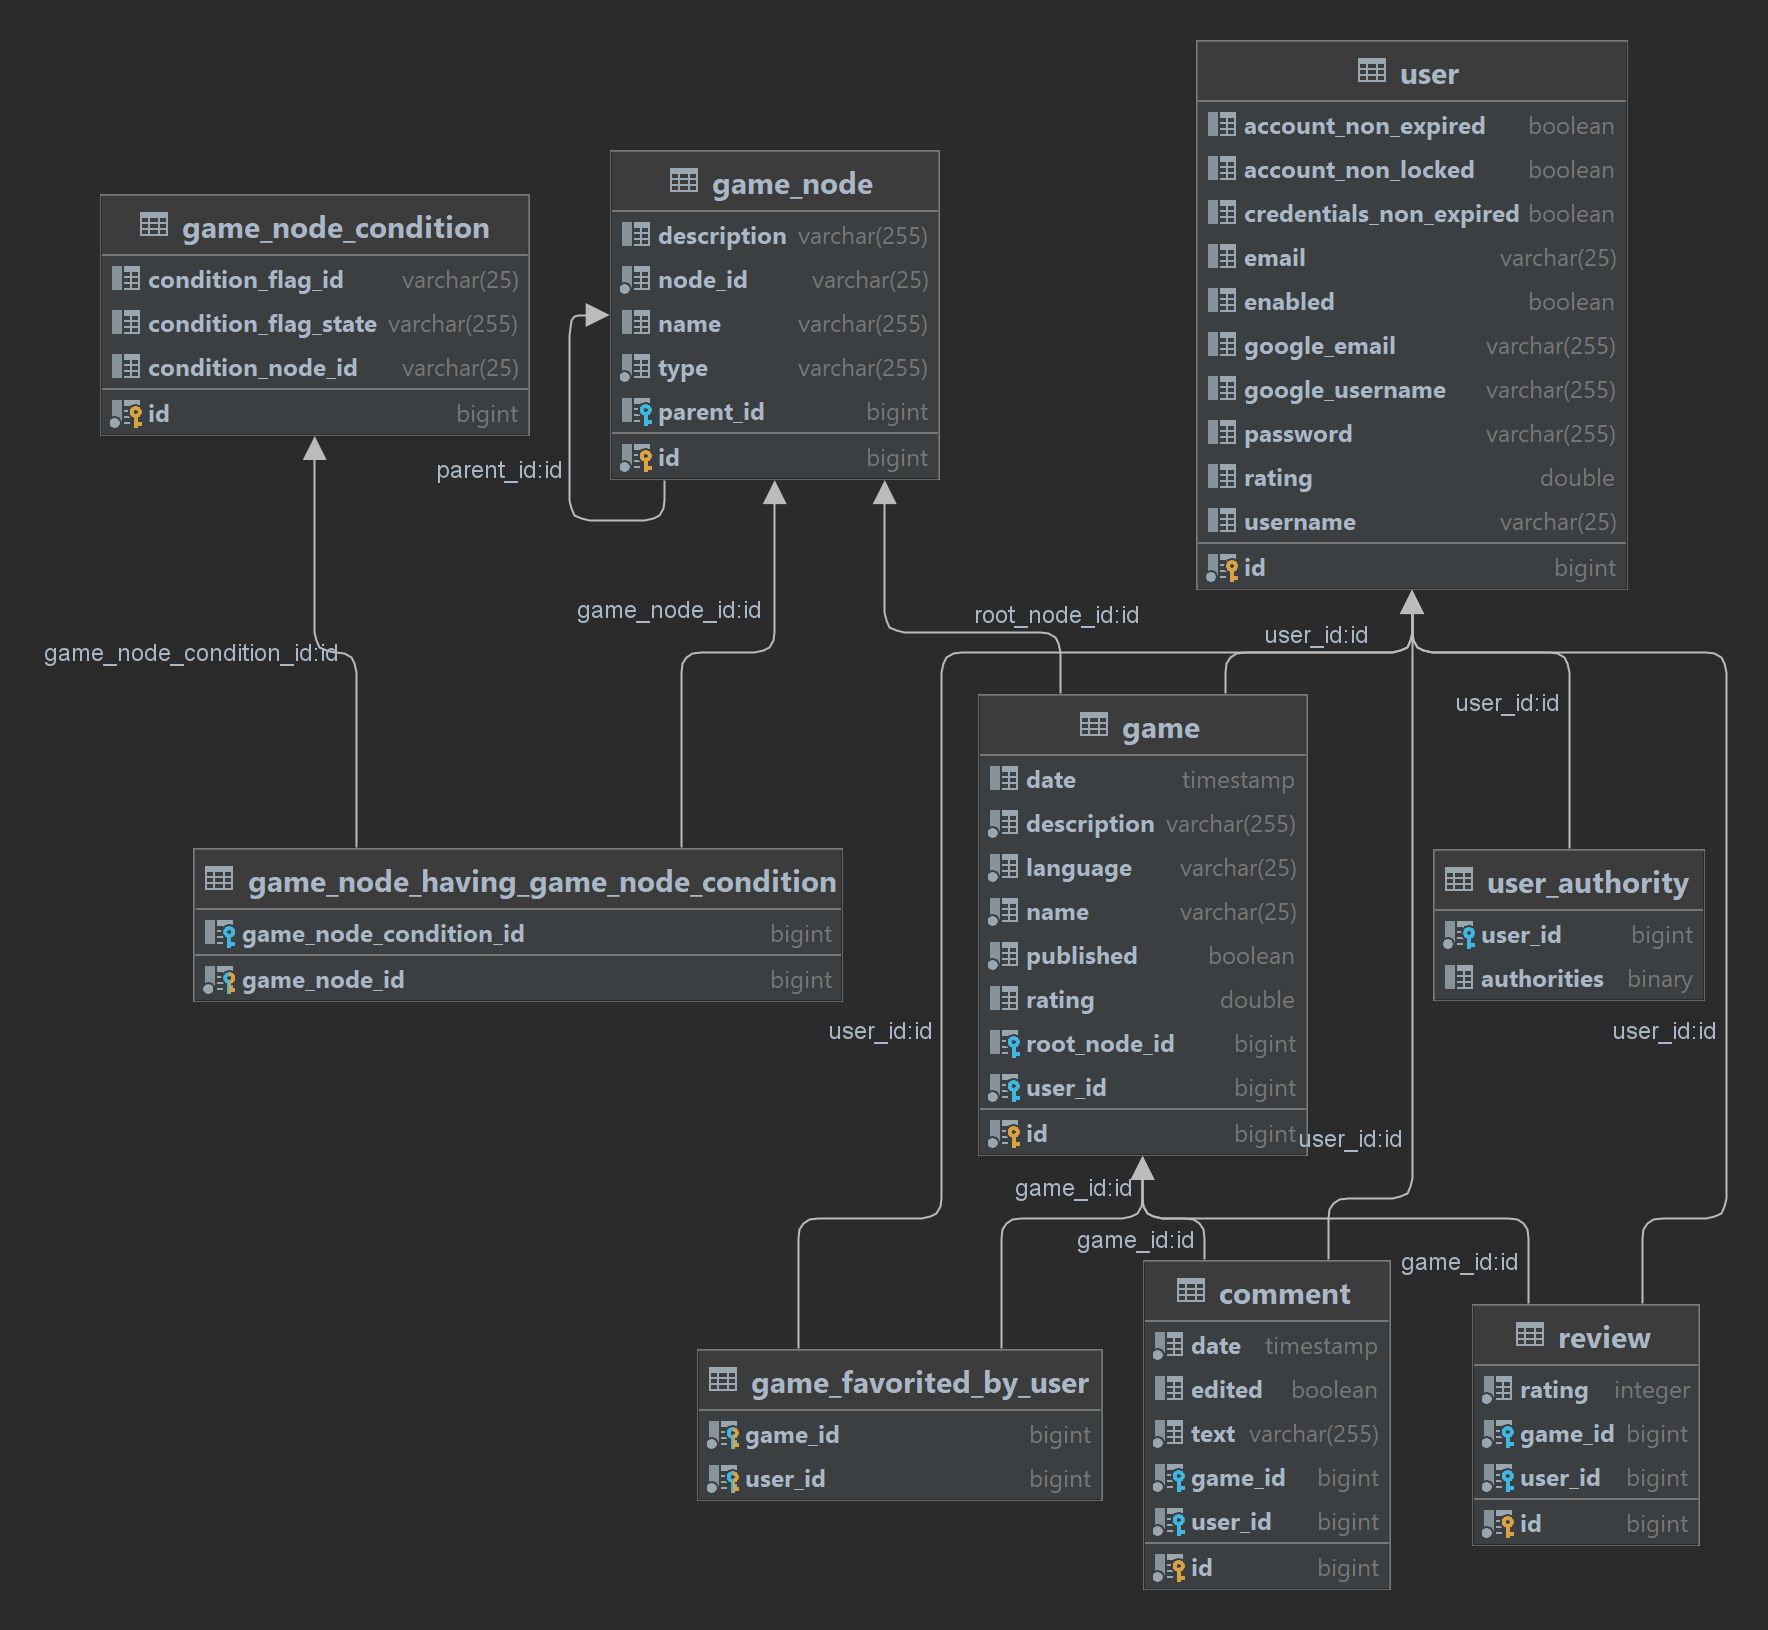 user
account_non_expired boolean
account_non_locked boolean
credentials_non_expired boolean
email varchar(25)
enabled boolean
google_email varchar(255)
google_username varchar(255)
password varchar(255)
rating double
username varchar(25)
id bigint
game_node
description varchar(255)
node_id varchar(25)
name varchar(255)
type varchar(255)
parent_id bigint
id bigint
game_node_condition
condition_flag_id varchar(25)
condition_flag_state varchar(255)
condition_node_id varchar(25)
id bigint
parent_id:id
game_node_id:id
root_node_id:id
user_id:id
game_node_condition_id:id
user_id:id
game
date timestamp
description varchar(255)
language varchar(25)
name varchar(25)
published boolean
rating double
root_node_id bigint
user_id bigint
id bigint
game_node_having_game_node_condition
game_node_condition_id bigint
game_node_id bigint
user_authority
user_id bigint
authorities binary
user_id:id
user_id:id
user_id:id
game_id:id
game_id:id
game_id:id
comment
date timestamp
edited boolean
text varchar(255)
game_id bigint
user_id bigint
id bigint
review
rating integer
game_id bigint
user_id bigint
id bigint
game_favorited_by_user
game_id bigint
user_id bigint